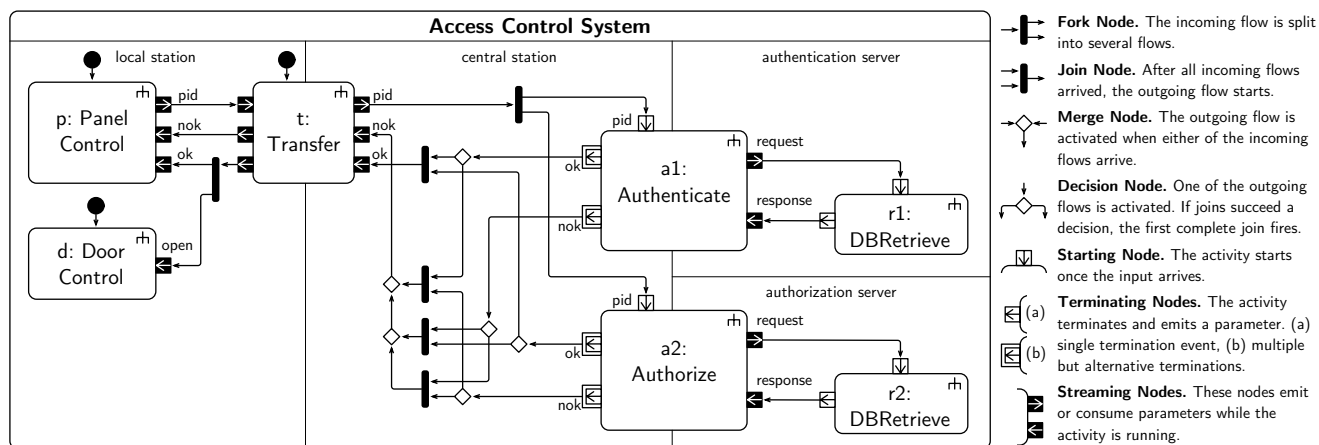 Access Control System
local station
central station
authentication server
p: Panel
Control
pid
nok
ok
t:
Transfer
pid
nok
ok
d: Door
Control
open
pid
ok
nok
a1:
Authenticate
request
response
r1:
DBRetrieve
authorization server
pid
ok
nok
a2:
Authorize
request
response
r2:
DBRetrieve
Fork Node. The incoming flow is split
into several flows.
Join Node. After all incoming flows
arrived, the outgoing flow starts.
Merge Node. The outgoing flow is
activated when either of the incoming
flows arrive.
Decision Node. One of the outgoing
flows is activated. If joins succeed a
decision, the first complete join fires.
Starting Node. The activity starts
once the input arrives.
(a)
(b)
Terminating Nodes. The activity
terminates and emits a parameter. (a)
single termination event, (b) multiple
but alternative terminations.
Streaming Nodes. These nodes emit
or consume parameters while the
activity is running.